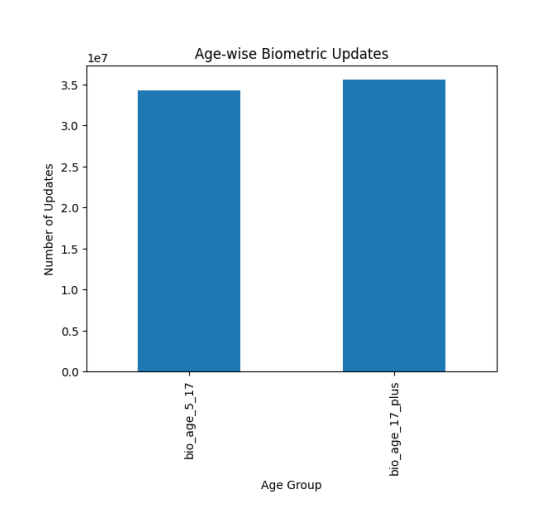 Age-wise Biometric Updates
1e7
3.5
3.0
2.5
2.0
1.5
1.0
0.5
0.0
Number of Updates
bio_age_5_17
bio_age_17_plus
Age Group